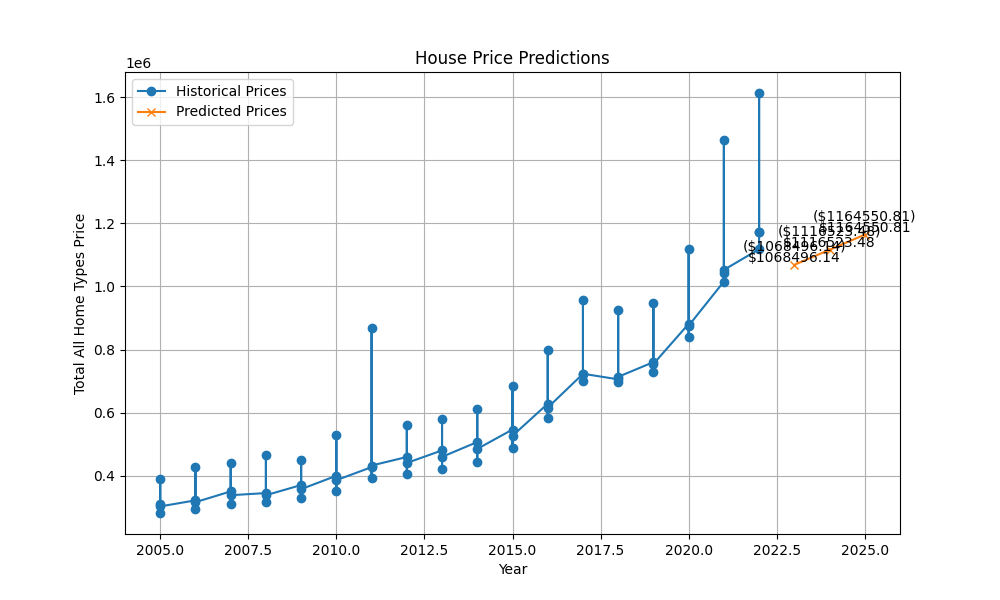 House Price Predictions
1e6
Historical Prices
Predicted Prices
1.6
1.4
1.2
1.0
0.8
0.6
0.4
Total All Home Types Price
($1164550.81)
$1164550.81
($1116523.48)
$1116523.48
($1068496.14)
$1068496.14
2005.0 2007.5 2010.0 2012.5 2015.0 2017.5 2020.0 2022.5 2025.0
Year